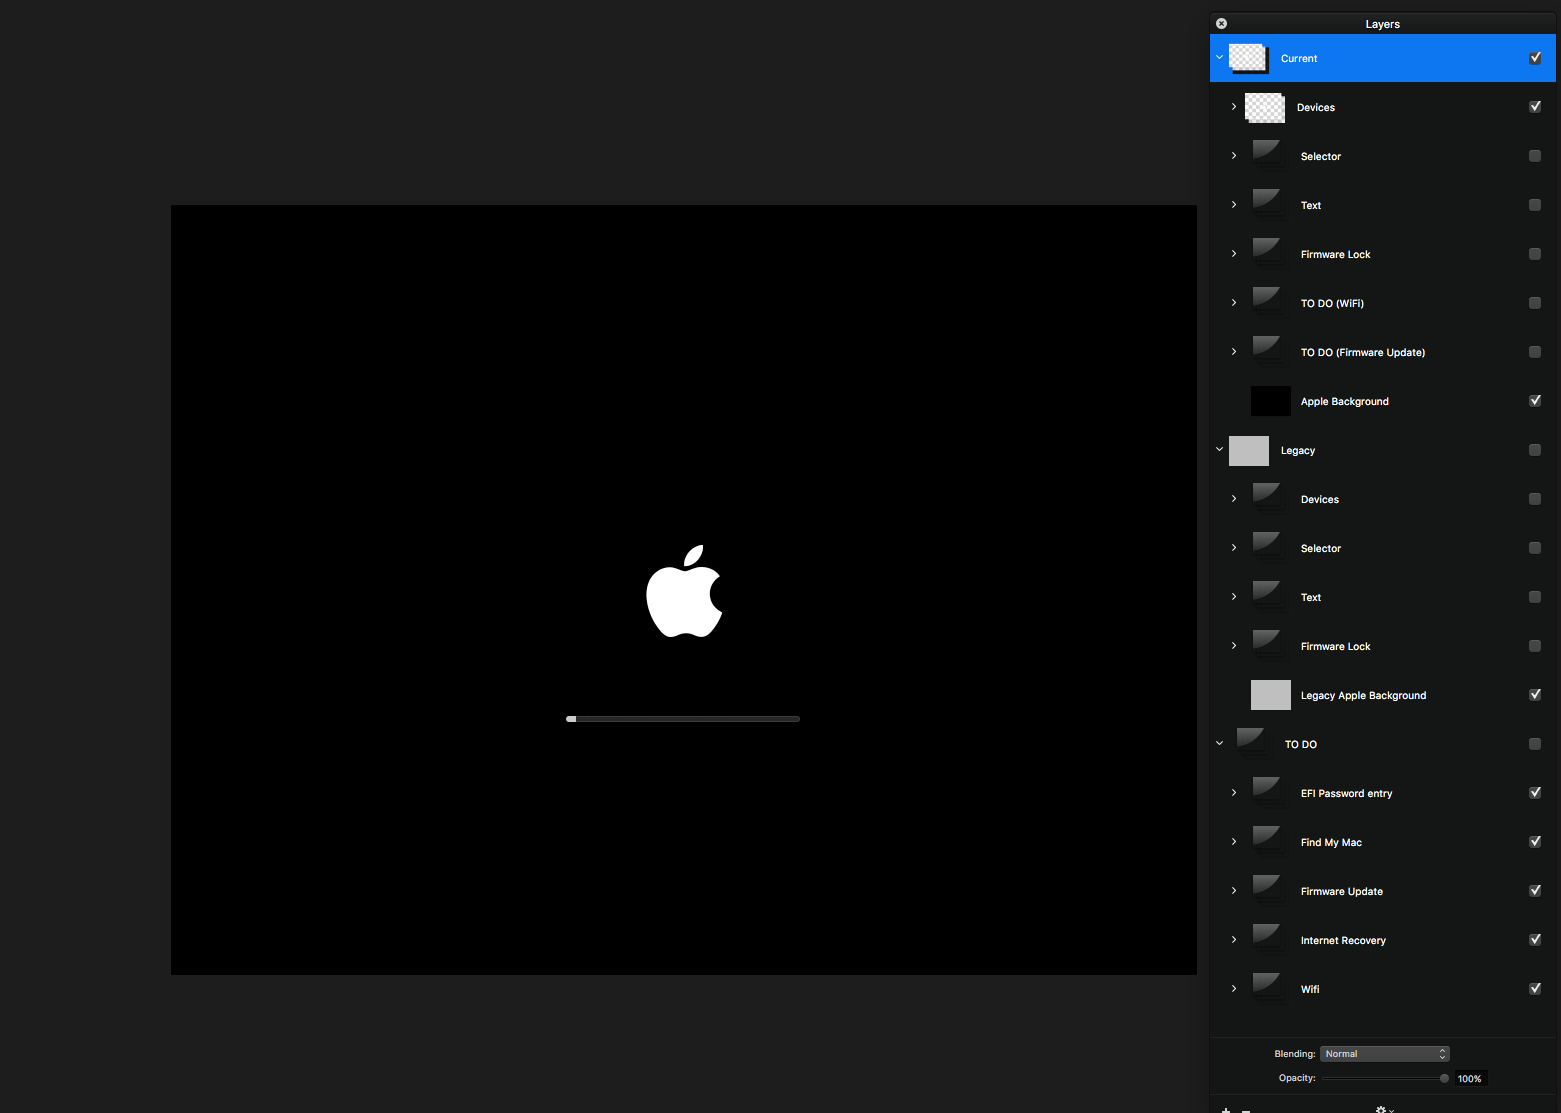 Layers
Current
Devices
Selector
Text
Firmware Lock
TO DO (WiFi)
TO DO (Firmware Update)
Apple Background
Legacy
Devices
Selector
Text
Firmware Lock
Legacy Apple Background
TO DO
EFI Password entry
Find My Mac
Firmware Update
Internet Recovery
Wifi
Blending: Normal
Opacity: 100%